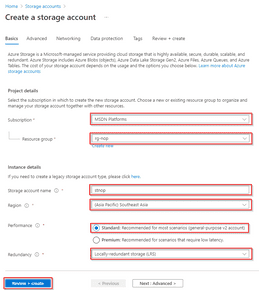 Home > Storage accounts >
Create a storage account ...
Basics Advanced Networking Data protection Tags Review + create
Azure Storage is a Microsoft-managed service providing cloud storage that is highly available, secure, durable, scalable, and
redundant. Azure Storage includes Azure Blobs (objects), Azure Data Lake Storage Gen2, Azure Files, Azure Queues, and Azure
Tables. The cost of your storage account depends on the usage and the options you choose below. Learn more about Azure
storage accounts
Project details
Select the subscription in which to create the new storage account. Choose a new or existing resource group to organize and
manage your storage account together with other resources.
Subscription * MSDN Platforms
Resource group * rg-nop
Create new
Instance details
If you need to create a legacy storage account type, please click here.
Storage account name * stnop
Region * (Asia Pacific) Southeast Asia
Performance * Standard: Recommended for most scenarios (general-purpose v2 account)
Premium: Recommended for scenarios that require low latency.
Redundancy * Locally-redundant storage (LRS)
Review + create < Previous Next : Advanced >